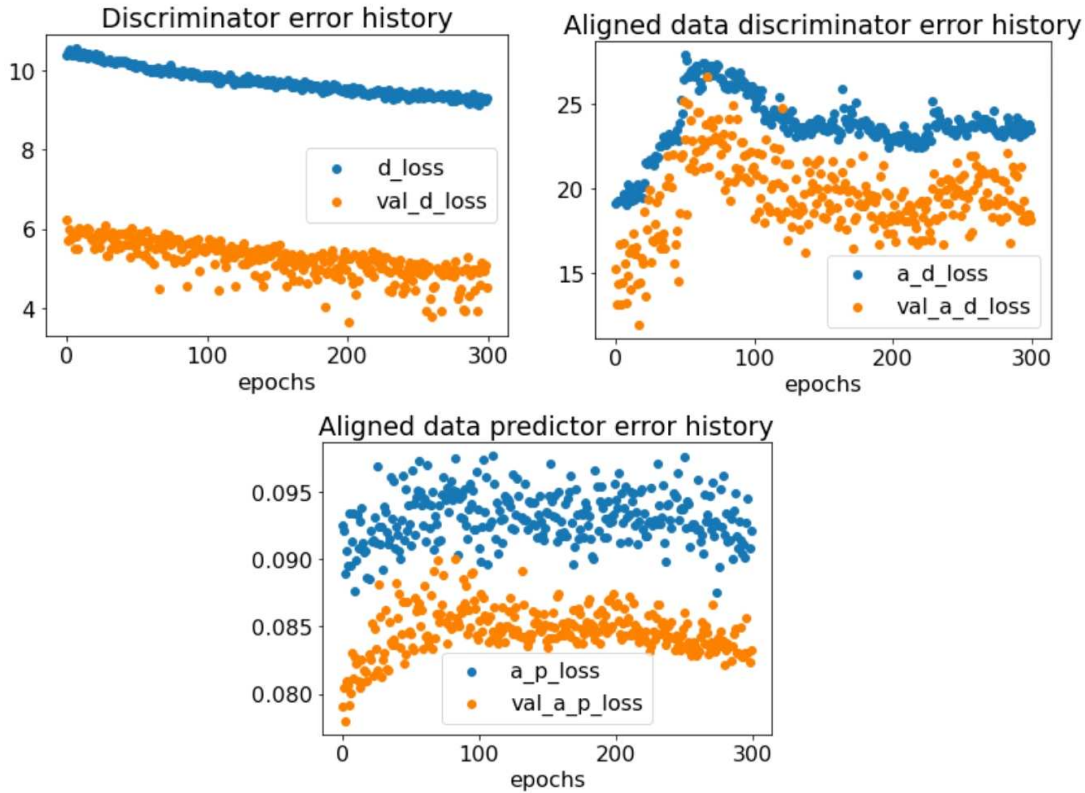 Discriminator error history
10
8
6
4
d_loss
val_d_loss
0
100
200
300
epochs
Aligned data discriminator error history
25
20
15
a_d_loss
val_a_d_loss
0
100
200
300
epochs
Aligned data predictor error history
0.095
0.090
0.085
0.080
a_p_loss
val_a_p_loss
0
100
200
300
epochs